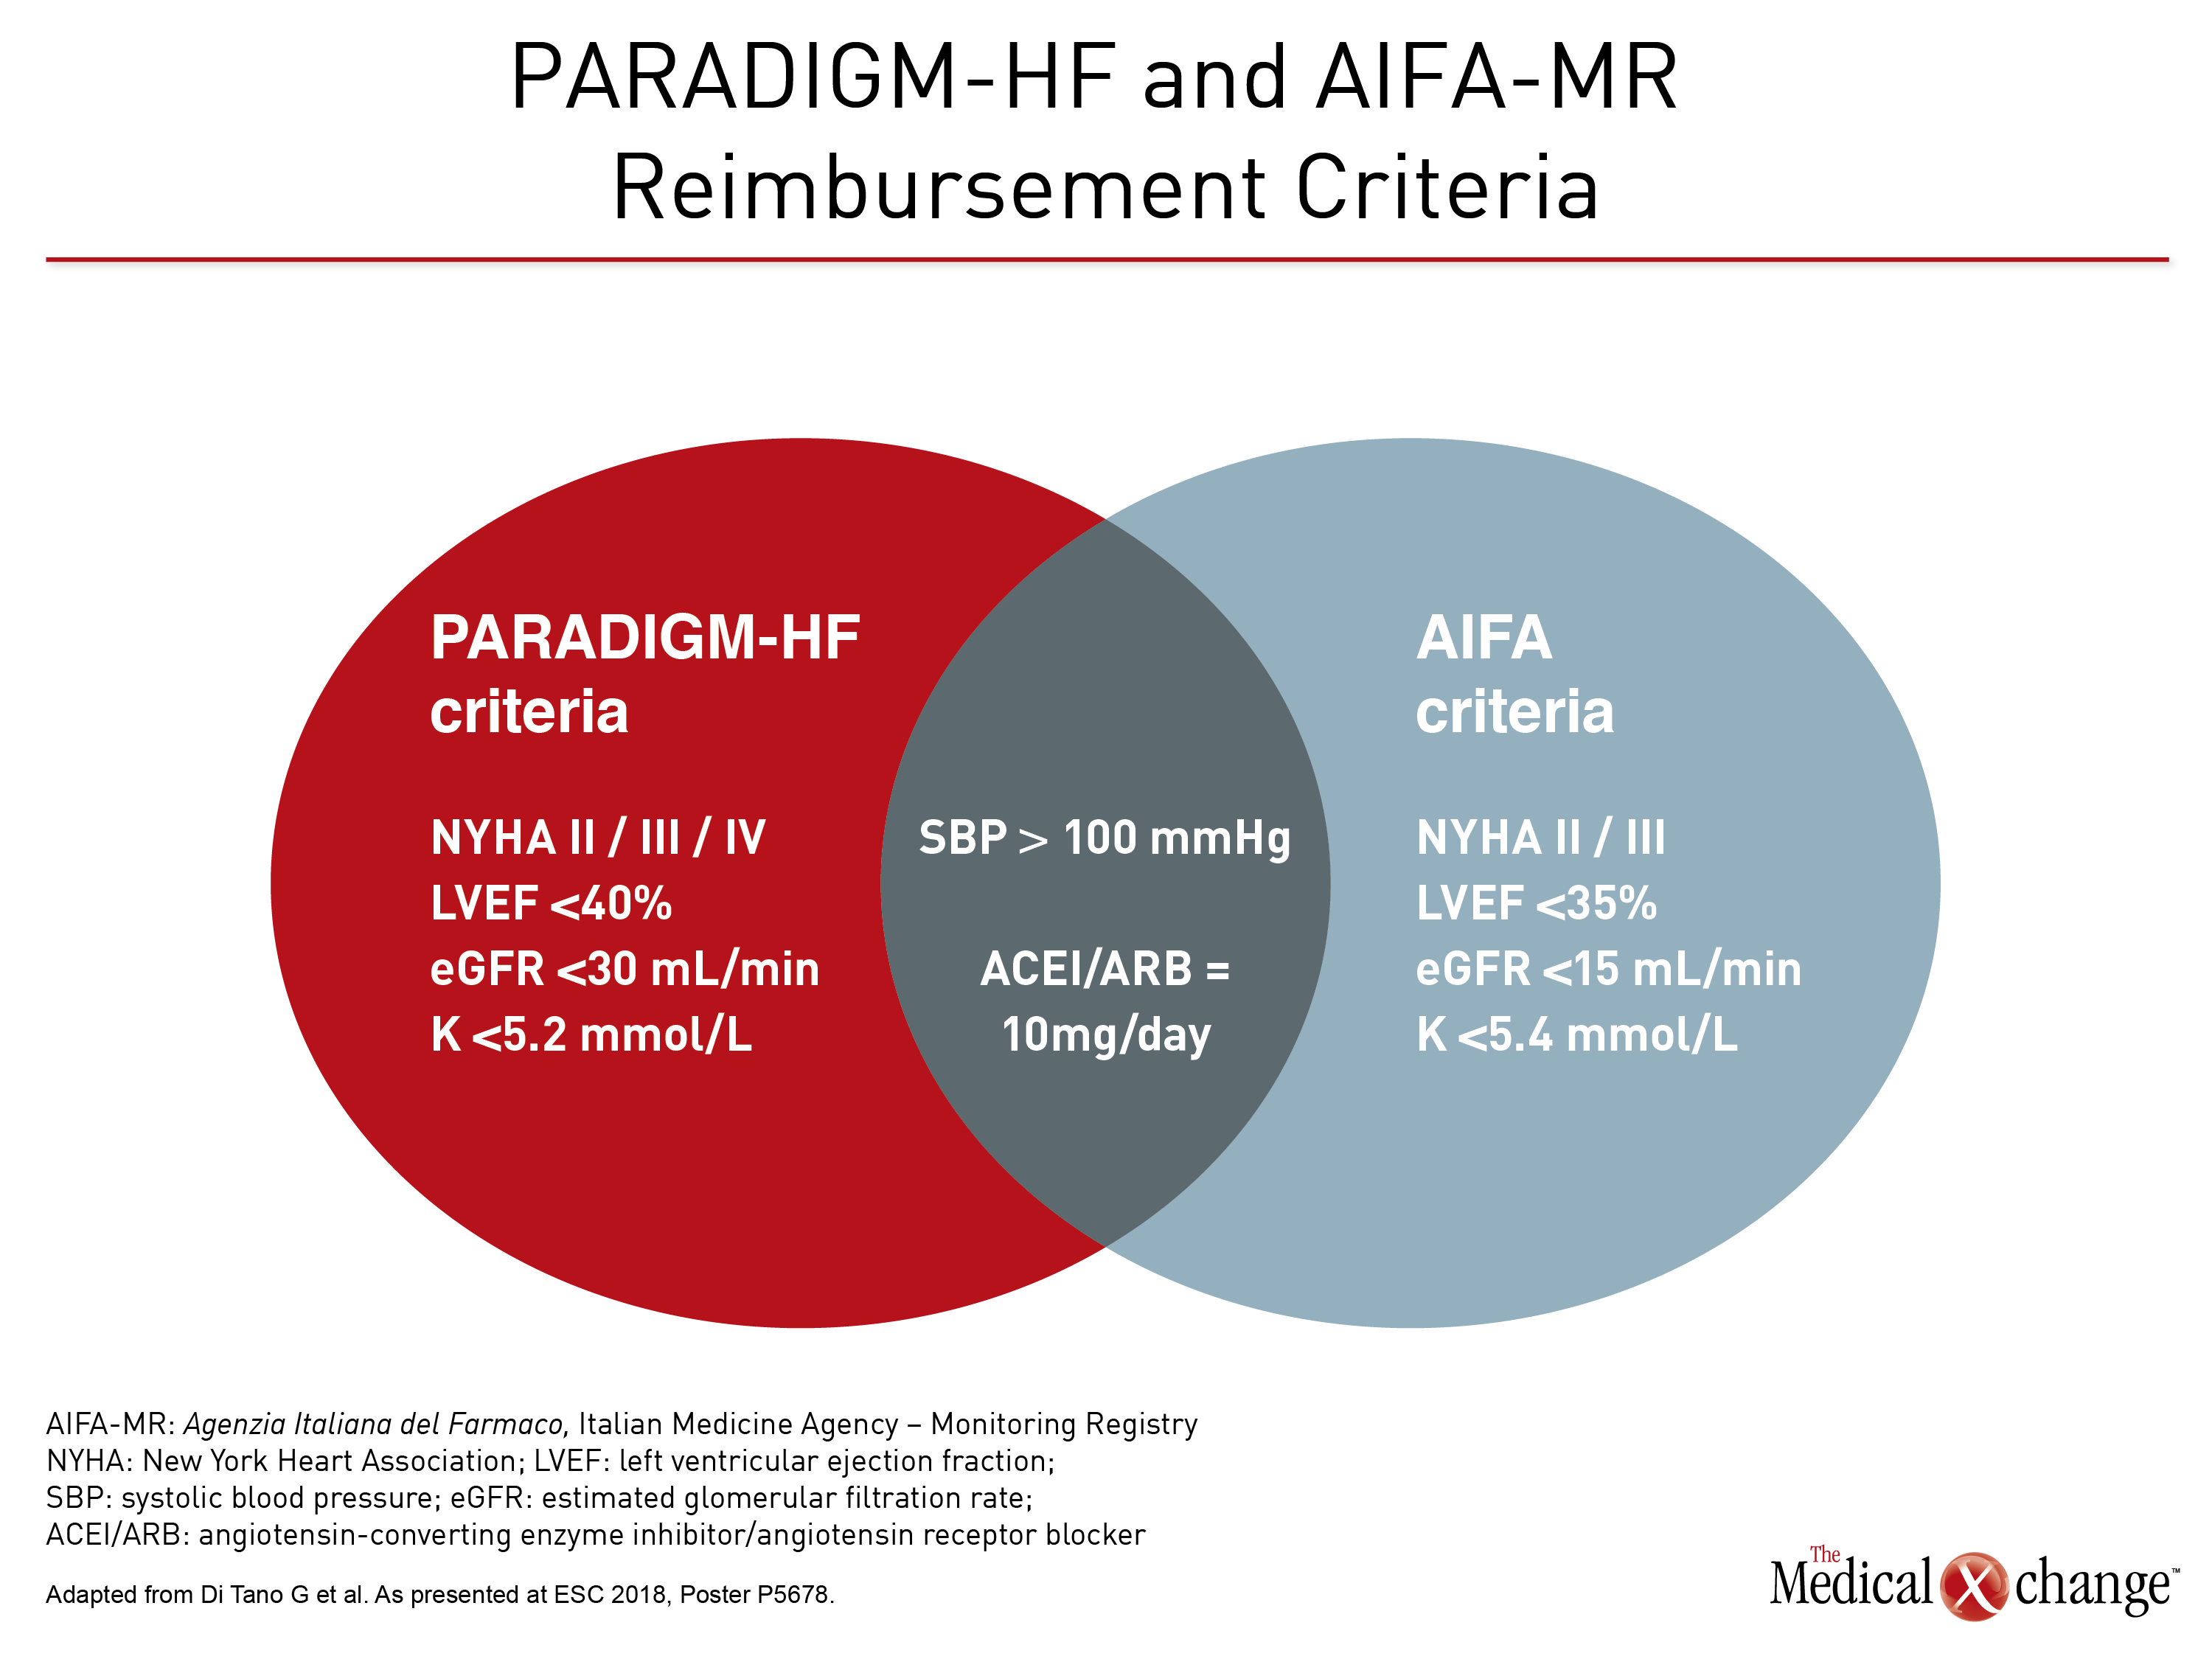 PARADIGM-HF and AIFA-MR
Reimbursement Criteria
PARADIGM-HF
criteria
NYHA II / III / IV
LVEF <40%
eGFR <30 mL/min
K <5.2 mmol/L
SBP > 100 mmHg
ACEI/ARB =
10mg/day
AIFA
criteria
NYHA II / III
LVEF <35%
eGFR <15 mL/min
K <5.4 mmol/L
AIFA-MR: Agenzia Italiana del Farmaco, Italian Medicine Agency – Monitoring Registry
NYHA: New York Heart Association; LVEF: left ventricular ejection fraction;
SBP: systolic blood pressure; eGFR: estimated glomerular filtration rate;
ACEI/ARB: angiotensin-converting enzyme inhibitor/angiotensin receptor blocker
Adapted from Di Tano G et al. As presented at ESC 2018, Poster P5678.
The
Medical Xchange™